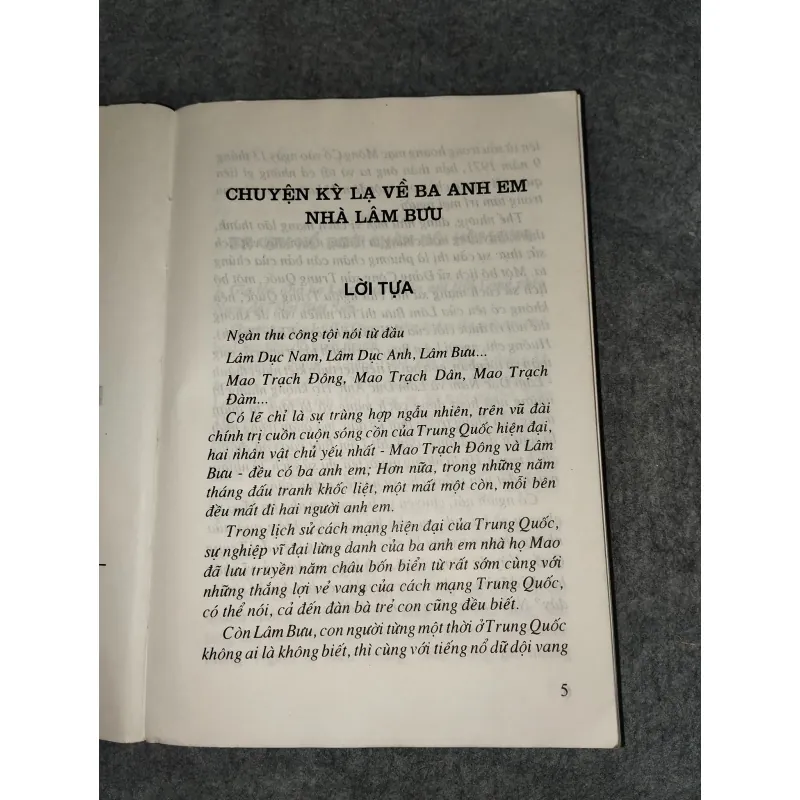 CHUYỆN KỲ LẠ VỀ BA ANH EM
NHÀ LÂM BƯU
LỜI TỰA
Ngàn thu công tội nói từ đầu
Lâm Dục Nam, Lâm Dục Anh, Lâm Bưu...
Mao Trạch Đông, Mao Trạch Dân, Mao Trạch
Đàm...
Có lẽ chỉ là sự trùng hợp ngẫu nhiên, trên vũ đài
chính trị cuồn cuộn sóng cồn của Trung Quốc hiện đại,
hai nhân vật chủ yếu nhất - Mao Trạch Đông và Lâm
Bưu - đều có ba anh em; Hơn nữa, trong những năm
tháng đấu tranh khốc liệt, một mất một còn, mỗi bên
đều mất đi hai người anh em.
Trong lịch sử cách mạng hiện đại của Trung Quốc,
sự nghiệp vĩ đại lừng danh của ba anh em nhà họ Mao
đã lưu truyền năm châu bốn biển từ rất sớm cùng với
những thắng lợi vẻ vang của cách mạng Trung Quốc,
có thể nói, cả đến đàn bà trẻ con cũng đều biết.
Còn Lâm Bưu, con người từng một thời ở Trung Quốc
không ai là không biết, thì cùng với tiếng nổ dữ dội vang
5